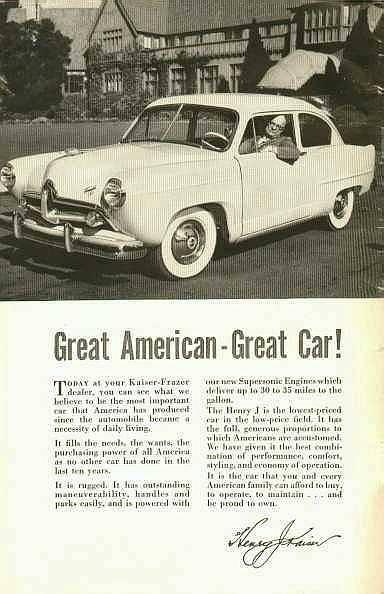 Great American - Great Car!
TODAY at your Kaiser-Frazer
dealer, you can see what we
believe to be the most important
car that America has produced
since the automobile became a
necessity of daily living.
It fills the needs, the wants, the
purchasing power of all America
as no other car has done in the
last ten years.
It is rugged. It has outstanding
maneuverability, handles and
parks easily, and is powered with
our new Supersonic Engines which
deliver up to 30 to 35 miles to the
gallon.
The Henry J is the lowest-priced
car in the low-price field. It has
the full, generous proportions to
which Americans are accustomed.
We have given it the best combi-
nation of performance, comfort,
styling, and economy of operation.
It is the car that you and every
American family can afford to buy,
to operate, to maintain . . . and
be proud to own.
Henry J. Kaiser